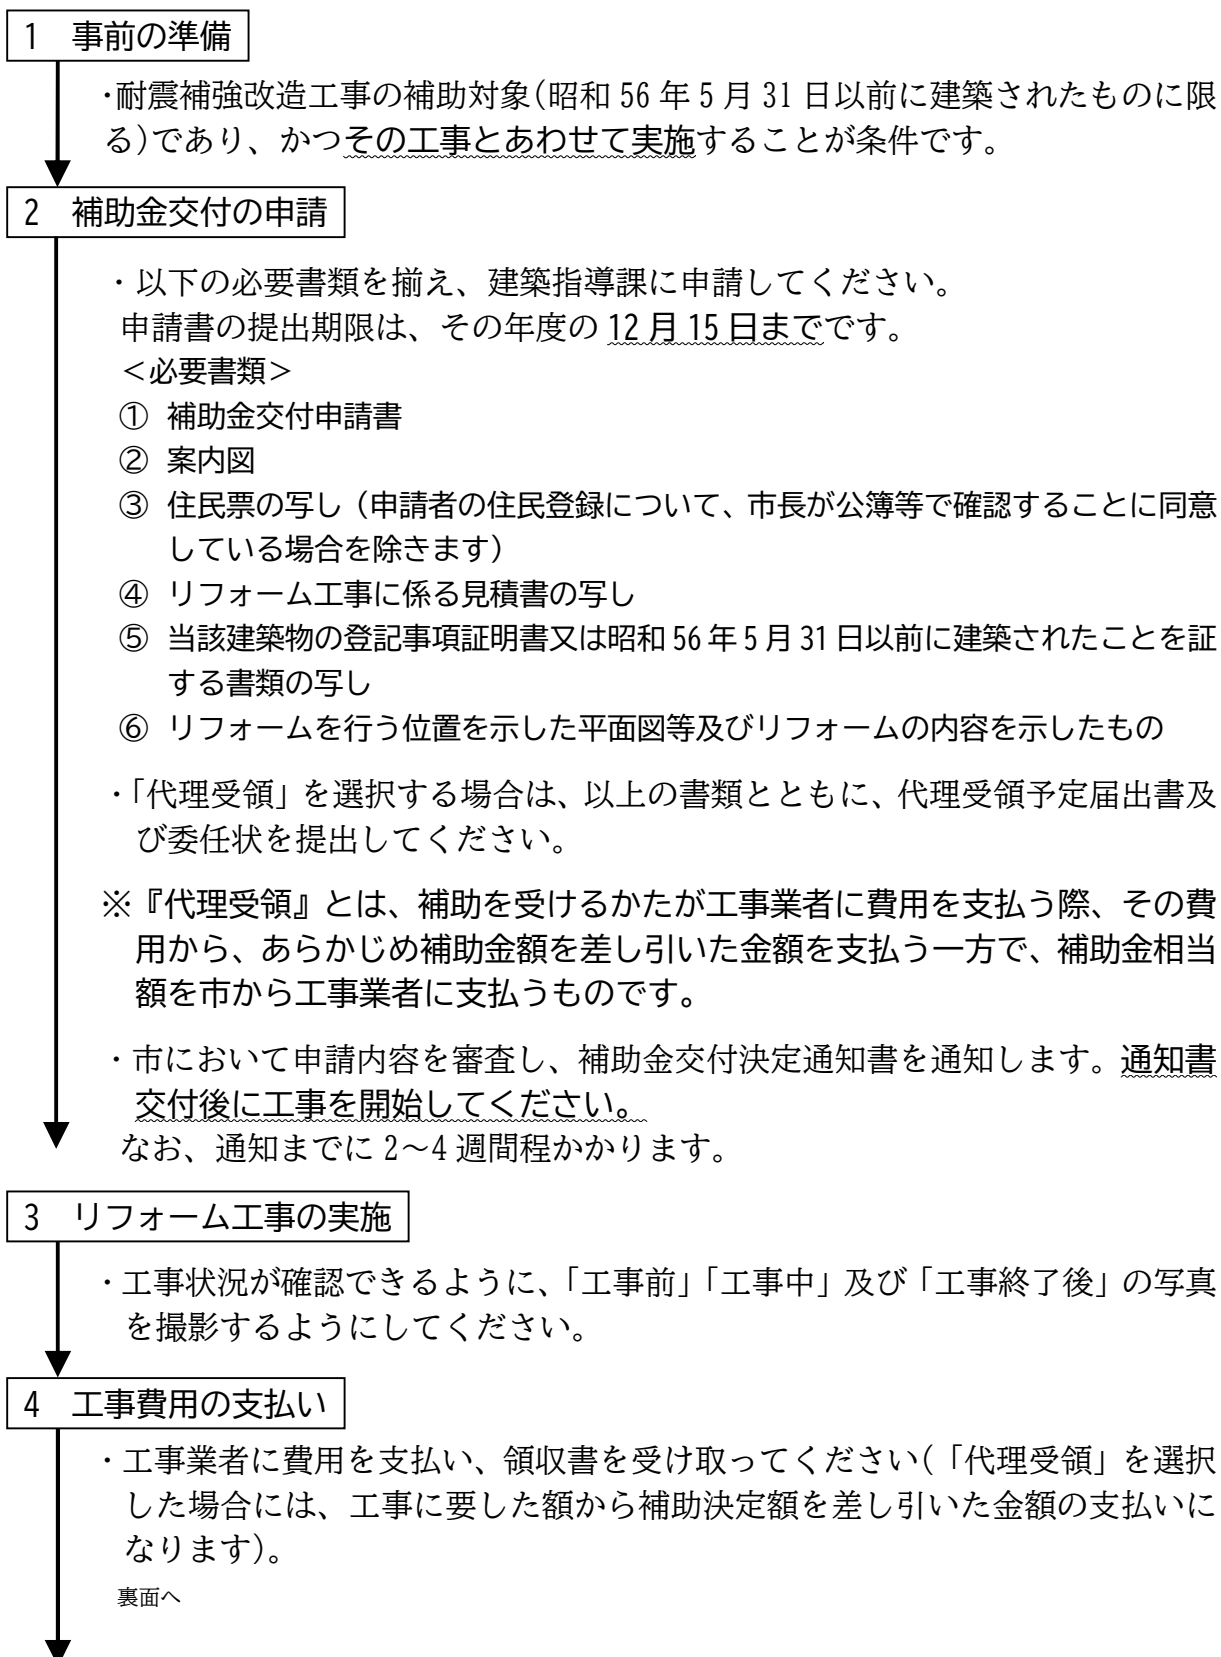 1 事前の準備
・耐震補強改造工事の補助対象(昭和 56 年 5 月 31 日以前に建築されたものに限
る)であり、かつその工事とあわせて実施することが条件です。
2 補助金交付の申請
・以下の必要書類を揃え、建築指導課に申請してください。
申請書の提出期限は、その年度の 12 月 15 日までです。
＜必要書類＞
① 補助金交付申請書
② 案内図
③ 住民票の写し（申請者の住民登録について、市長が公簿等で確認することに同意
している場合を除きます）
④ リフォーム工事に係る見積書の写し
⑤ 当該建築物の登記事項証明書又は昭和 56 年 5 月 31 日以前に建築されたことを証
する書類の写し
⑥ リフォームを行う位置を示した平面図等及びリフォームの内容を示したもの
・「代理受領」を選択する場合は、以上の書類とともに、代理受領予定届出書及
び委任状を提出してください。
※『代理受領』とは、補助を受けるかたが工事業者に費用を支払う際、その費
用から、あらかじめ補助金額を差し引いた金額を支払う一方で、補助金相当
額を市から工事業者に支払うものです。
・市において申請内容を審査し、補助金交付決定通知書を通知します。通知書
交付後に工事を開始してください。
なお、通知までに 2～4 週間程かかります。
3 リフォーム工事の実施
・工事状況が確認できるように、「工事前」「工事中」及び「工事終了後」の写真
を撮影するようにしてください。
4 工事費用の支払い
・工事業者に費用を支払い、領収書を受け取ってください(「代理受領」を選択
した場合には、工事に要した額から補助決定額を差し引いた金額の支払いに
なります)。
裏面へ